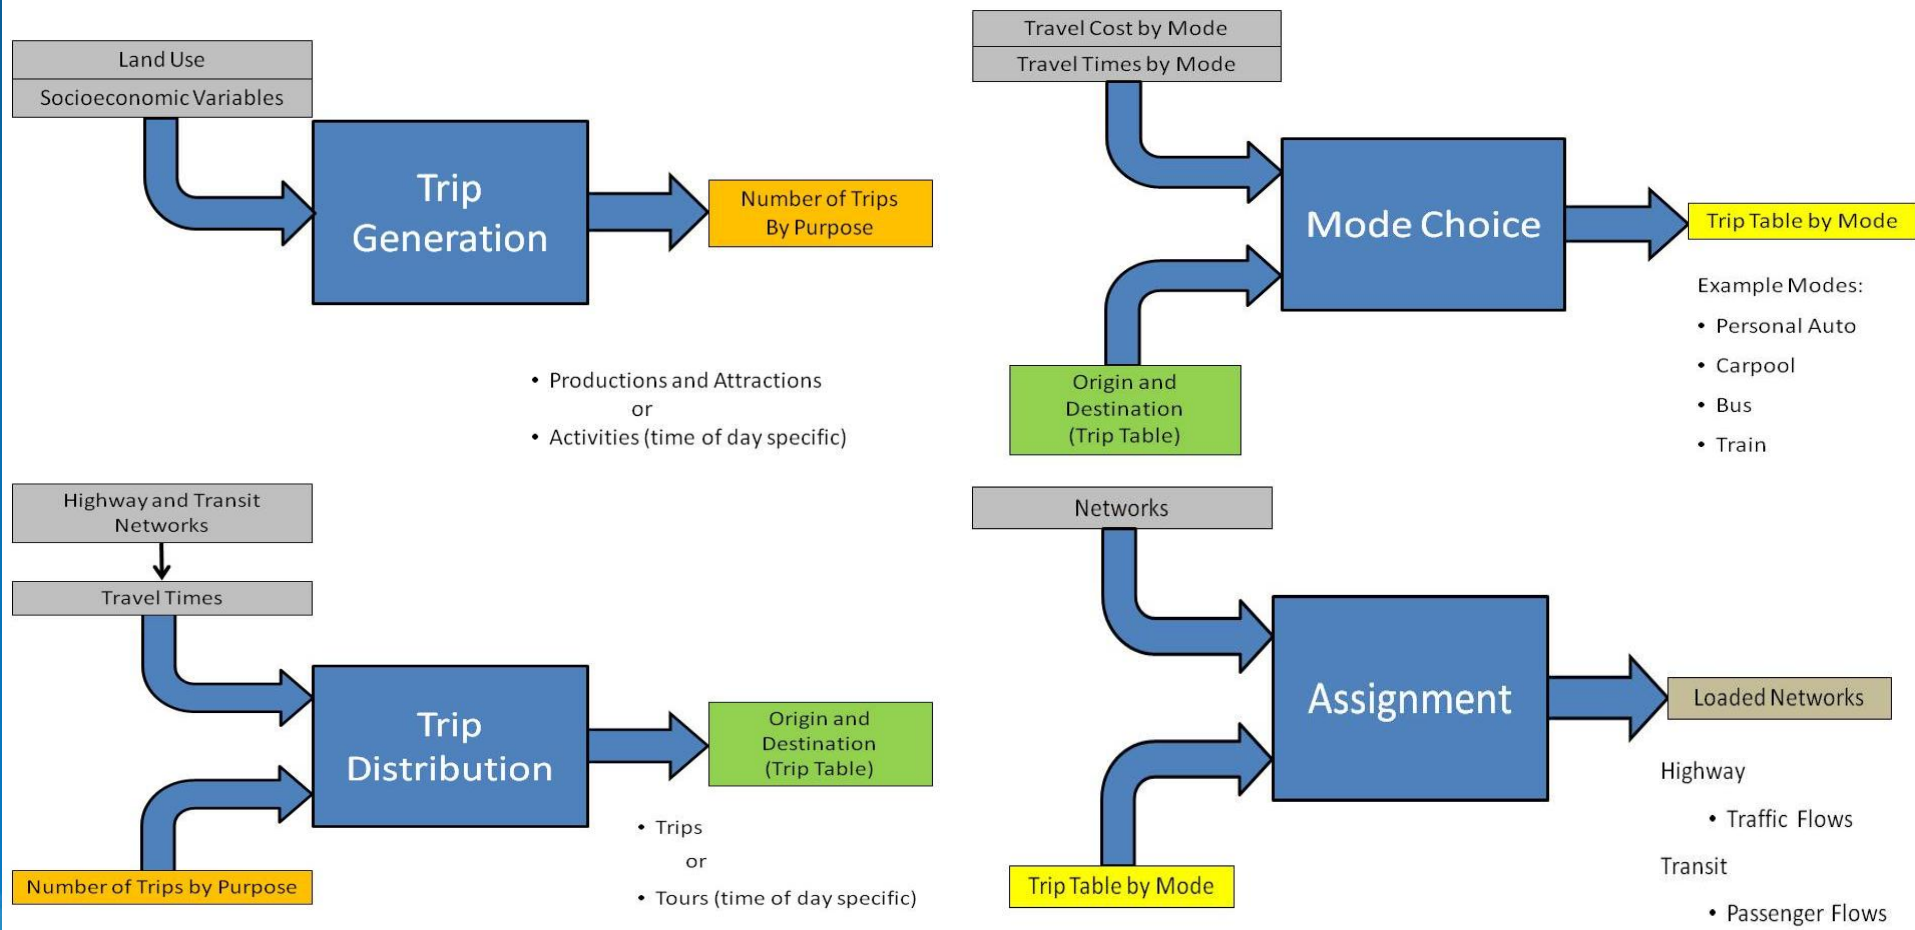 Land Use
Socioeconomic Variables
Trip
Generation
Number of Trips
By Purpose
• Productions and Attractions
or
• Activities (time of day specific)
Highway and Transit
Networks
Travel Times
Trip
Distribution
Origin and
Destination
(Trip Table)
• Trips
or
• Tours (time of day specific)
Number of Trips by Purpose
Travel Cost by Mode
Travel Times by Mode
Mode Choice
Trip Table by Mode
Example Modes:
• Personal Auto
• Carpool
• Bus
• Train
Origin and
Destination
(Trip Table)
Networks
Assignment
Loaded Networks
Highway
• Traffic Flows
Transit
• Passenger Flows
Trip Table by Mode